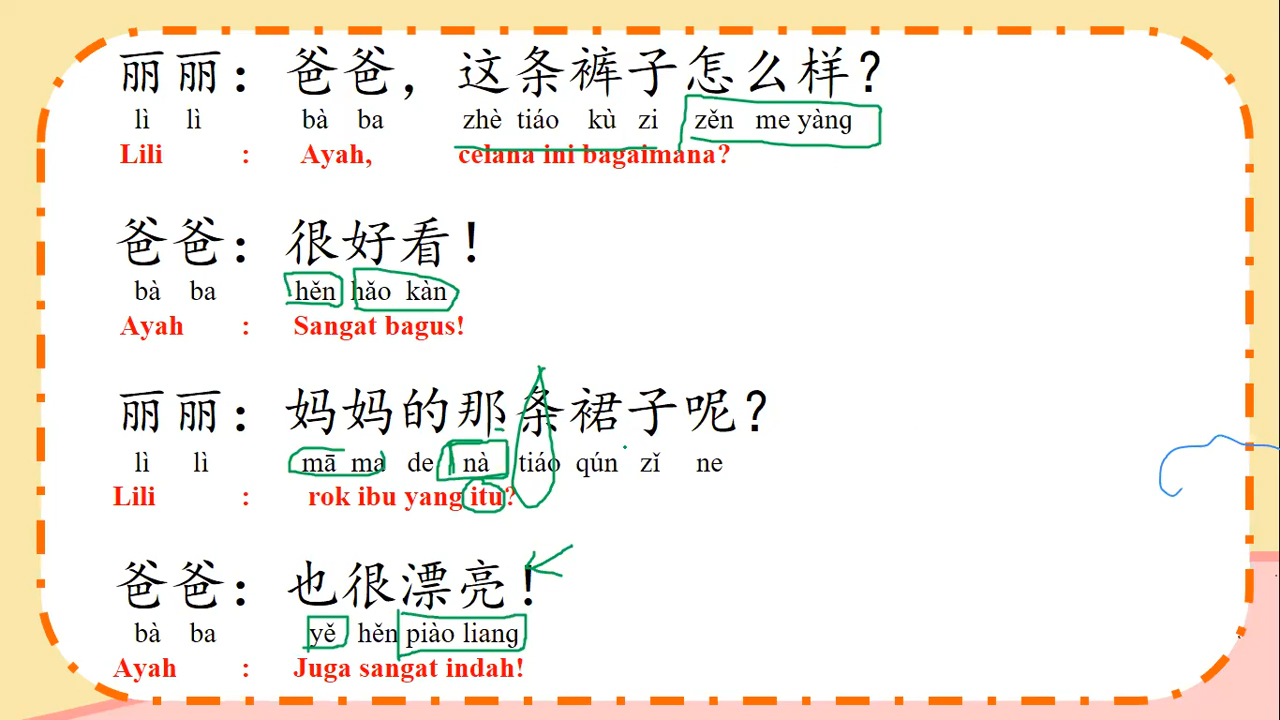 丽丽：爸爸，这条裤子怎么样？
lì lì bà ba zhè tiáo kù zi zěn me yàng
Lili : Ayah, celana ini bagaimana?
爸爸：很好看！
bà ba hěn hǎo kàn
Ayah : Sangat bagus!
丽丽：妈妈的那条裙子呢？
lì lì mā ma de nà tiáo qún zǐ ne
Lili : rok ibu yang itu?
爸爸：也很漂亮！
bà ba yě hěn piào liang
Ayah : Juga sangat indah!